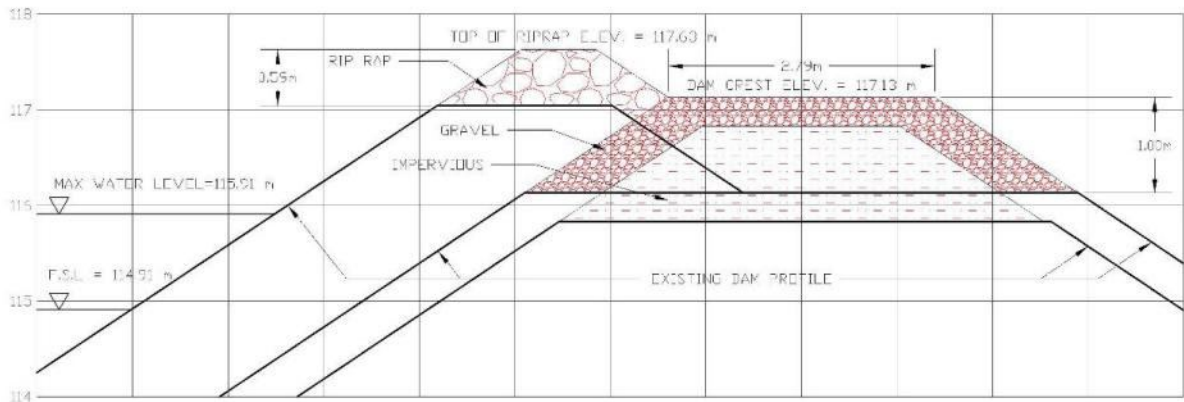 118
TOP OF RIPRAP ELEV. = 117.63 m
RIP RAP
2.79m
0.59m
DAM CREST ELEV. = 117.13 m
117
GRAVEL
1.00m
IMPERVIOUS
MAX WATER LEVEL=115.91 m
116
F.S.L = 114.91 m
EXISTING DAM PROFILE
115
114